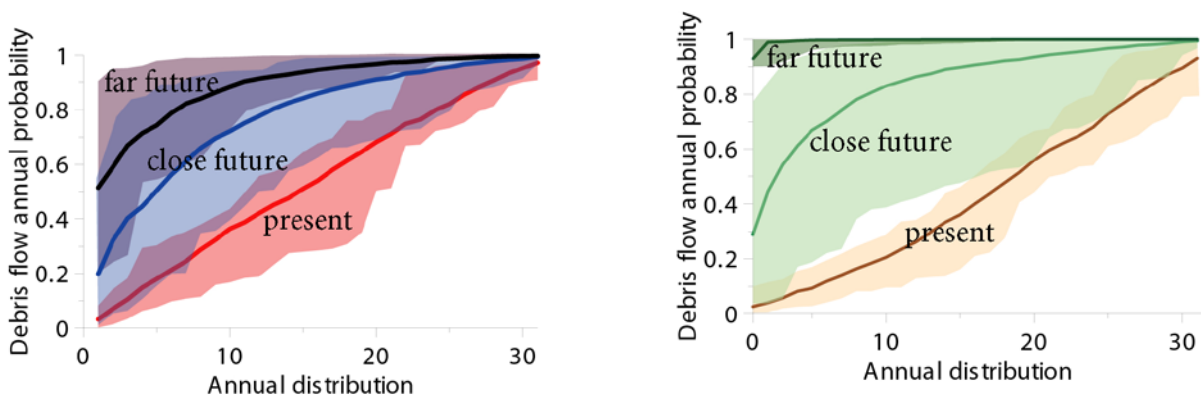 Debris flow annual probability
1
0.8
0.6
0.4
0.2
0
far future
close future
present
0
10
20
30
Annual distribution
Debris flow annual probability
1
0.8
0.6
0.4
0.2
0
far future
close future
present
0
10
20
30
Annual distribution